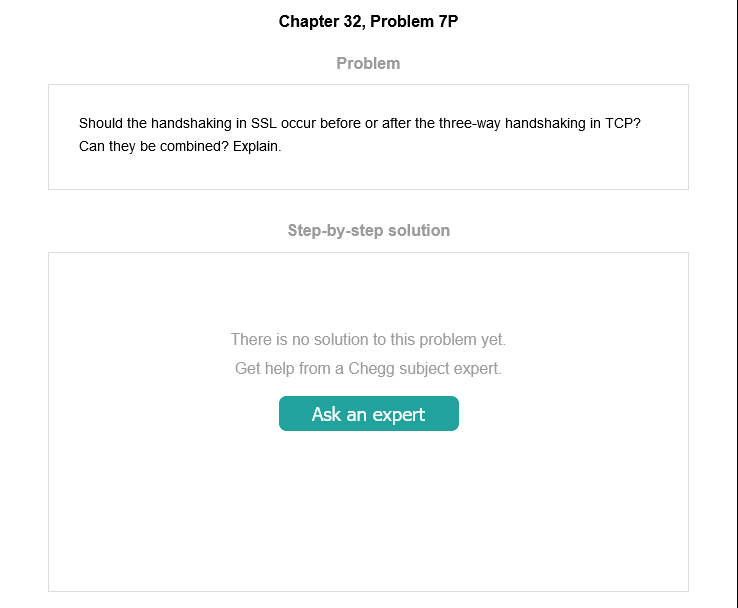 Chapter 32, Problem 7P
Problem
Should the handshaking in SSL occur before or after the three-way handshaking in TCP?
Can they be combined? Explain.
Step-by-step solution
There is no solution to this problem yet.
Get help from a Chegg subject expert.
Ask an expert